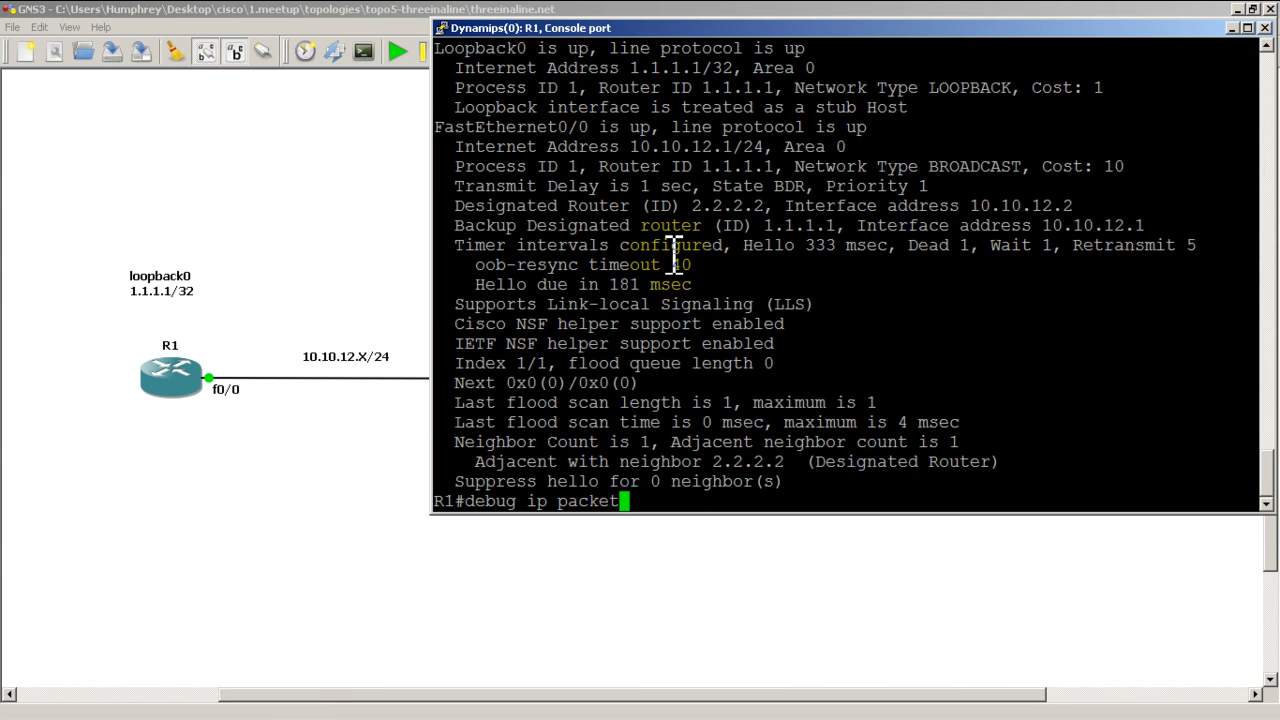 GNS3 - C:\Users\Humphrey\Desktop\cisco\1.meetup\topologies\topo5-threeinaline\threeinaline.net
File Edit View Help
Dynamips(0): R1, Console port
Loopback0 is up, line protocol is up
Internet Address 1.1.1.1/32, Area 0
Process ID 1, Router ID 1.1.1.1, Network Type LOOPBACK, Cost: 1
Loopback interface is treated as a stub Host
FastEthernet0/0 is up, line protocol is up
Internet Address 10.10.12.1/24, Area 0
Process ID 1, Router ID 1.1.1.1, Network Type BROADCAST, Cost: 10
Transmit Delay is 1 sec, State BDR, Priority 1
Designated Router (ID) 2.2.2.2, Interface address 10.10.12.2
Backup Designated router (ID) 1.1.1.1, Interface address 10.10.12.1
Timer intervals configured, Hello 333 msec, Dead 1, Wait 1, Retransmit 5
oob-resync timeout 40
Hello due in 181 msec
Supports Link-local Signaling (LLS)
Cisco NSF helper support enabled
IETF NSF helper support enabled
Index 1/1, flood queue length 0
Next 0x0(0)/0x0(0)
Last flood scan length is 1, maximum is 1
Last flood scan time is 0 msec, maximum is 4 msec
Neighbor Count is 1, Adjacent neighbor count is 1
Adjacent with neighbor 2.2.2.2 (Designated Router)
Suppress hello for 0 neighbor(s)
R1#debug ip packet
loopback0
1.1.1.1/32
R1
10.10.12.X/24
f0/0